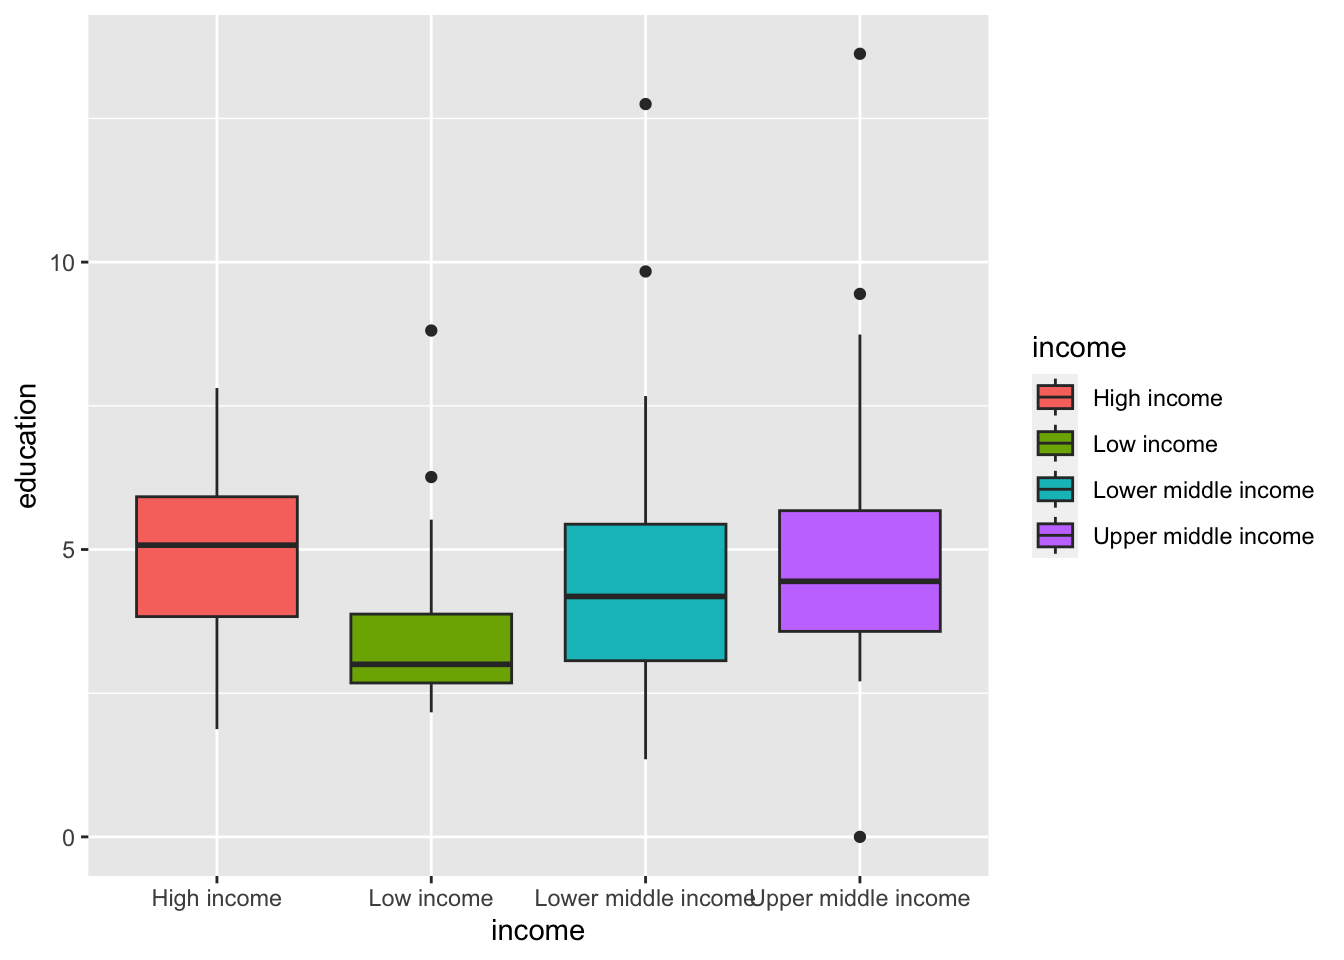 education
10
5
0
High income
Low income
Lower middle income
Upper middle income
income
income
High income
Low income
Lower middle income
Upper middle income